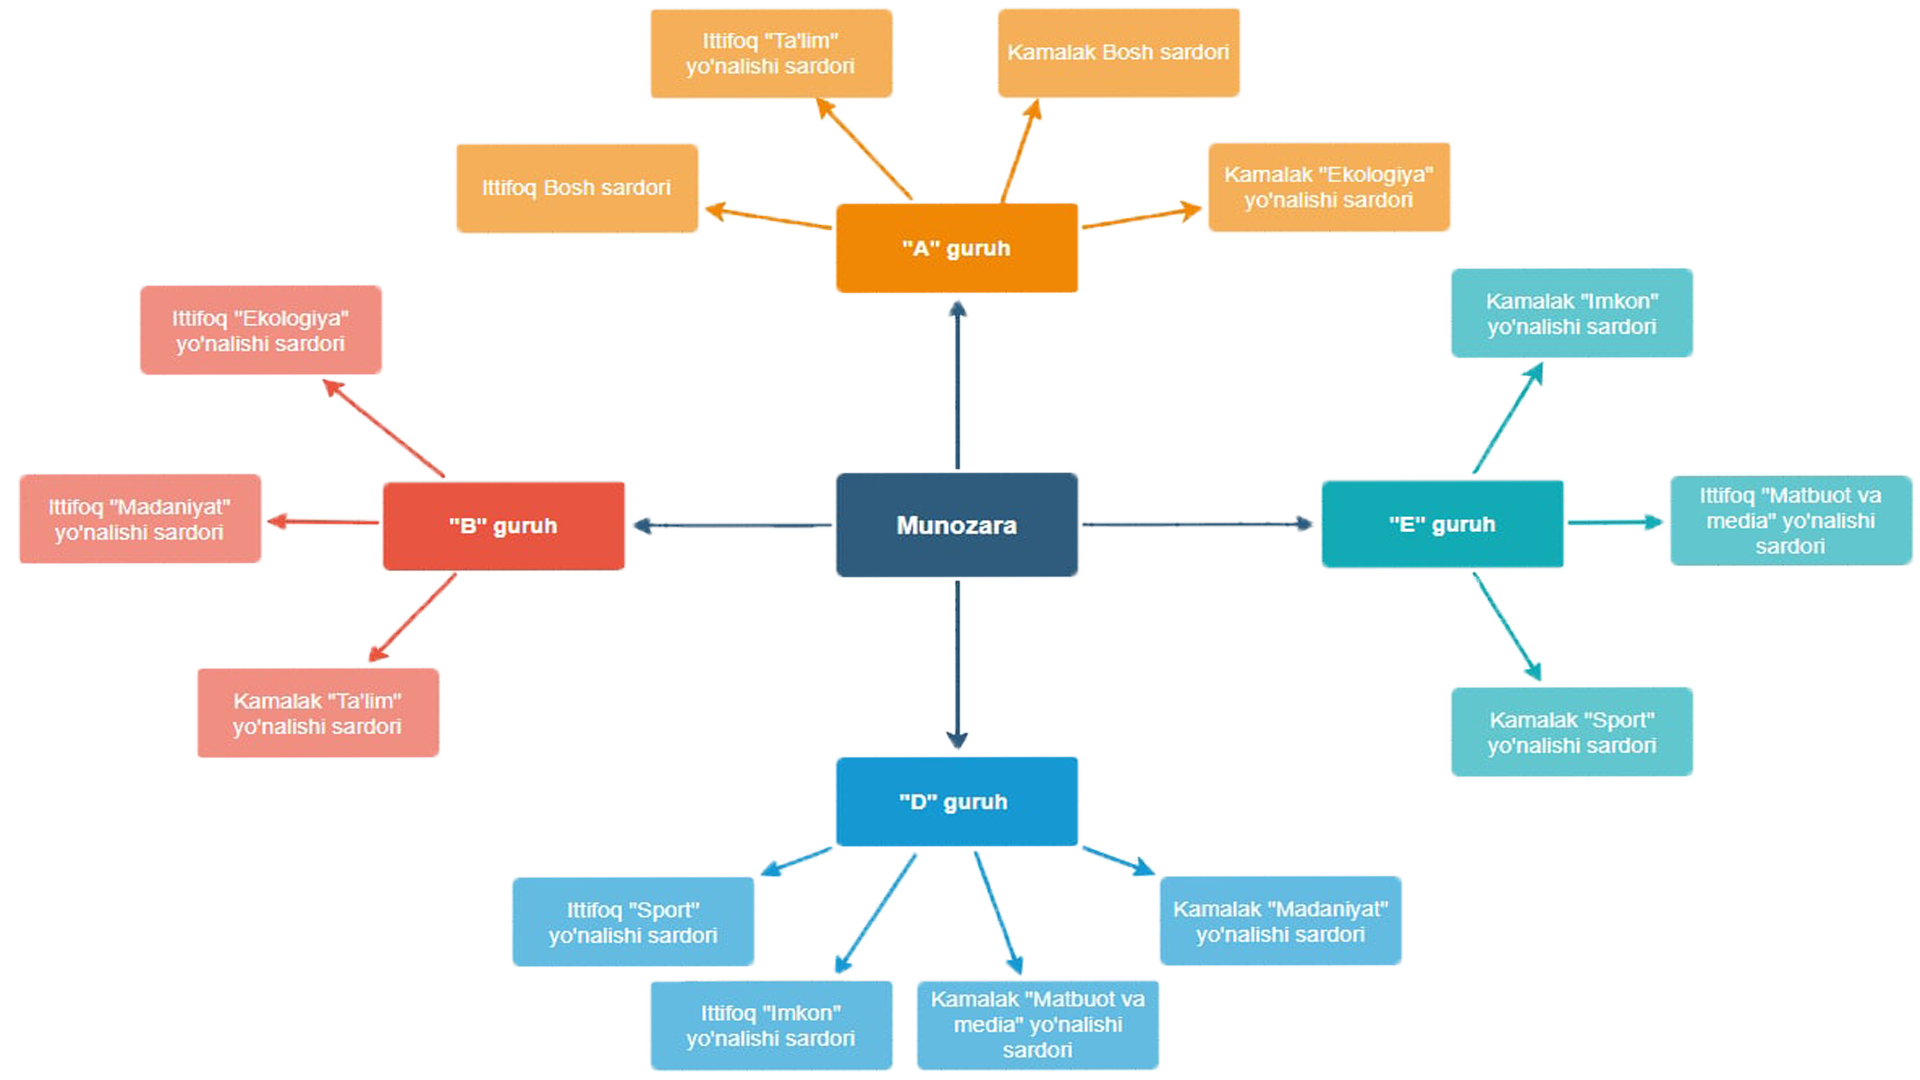 Ittifoq "Ta'lim"
yo'nalishi sardori
Kamalak Bosh sardori
Ittifoq Bosh sardori
Kamalak "Ekologiya"
yo'nalishi sardori
"A" guruh
Ittifoq "Ekologiya"
yo'nalishi sardori
Kamalak "Imkon"
yo'nalishi sardori
Ittifoq "Madaniyat"
yo'nalishi sardori
"B" guruh
Munozara
"E" guruh
Ittifoq "Matbuot va
media" yo'nalishi
sardori
Kamalak "Ta'lim"
yo'nalishi sardori
Kamalak "Sport"
yo'nalishi sardori
"D" guruh
Ittifoq "Sport"
yo'nalishi sardori
Kamalak "Madaniyat"
yo'nalishi sardori
Ittifoq "Imkon"
yo'nalishi sardori
Kamalak "Matbuot va
media" yo'nalishi
sardori